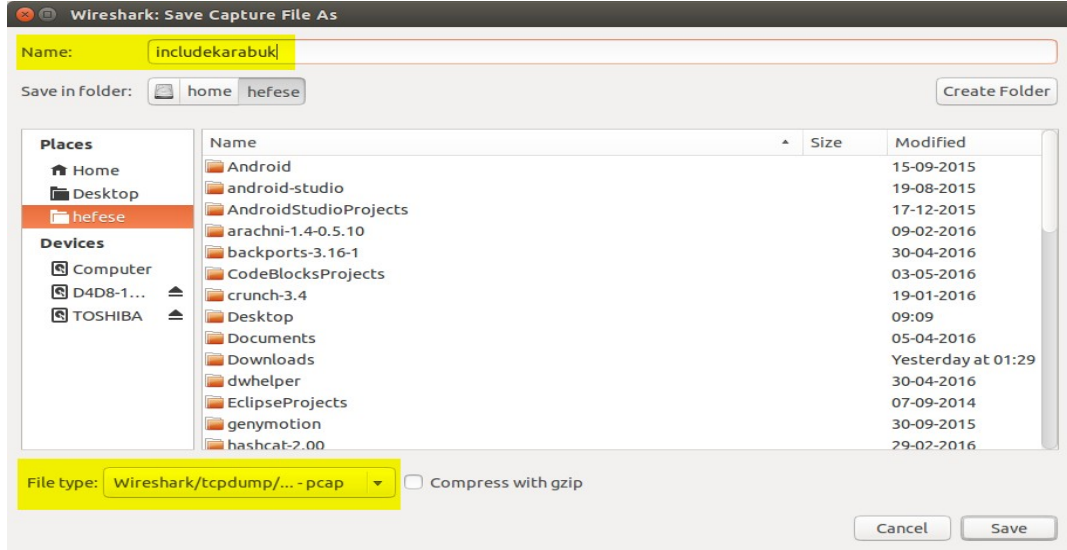 Wireshark: Save Capture File As
Name: includekarabuk
Save in folder: home hefese Create Folder
Places
Home
Desktop
hefese
Devices
Computer
D4D8-1...
TOSHIBA
Name Size Modified
Android 15-09-2015
android-studio 19-08-2015
AndroidStudioProjects 17-12-2015
arachni-1.4-0.5.10 09-02-2016
backports-3.16-1 30-04-2016
CodeBlocksProjects 03-05-2016
crunch-3.4 19-01-2016
Desktop 09:09
Documents 05-04-2016
Downloads Yesterday at 01:29
dwhelper 30-04-2016
EclipseProjects 07-09-2014
genymotion 30-09-2015
hashcat-2.00 29-02-2016
File type: Wireshark/tcpdump/... - pcap Compress with gzip
Cancel Save